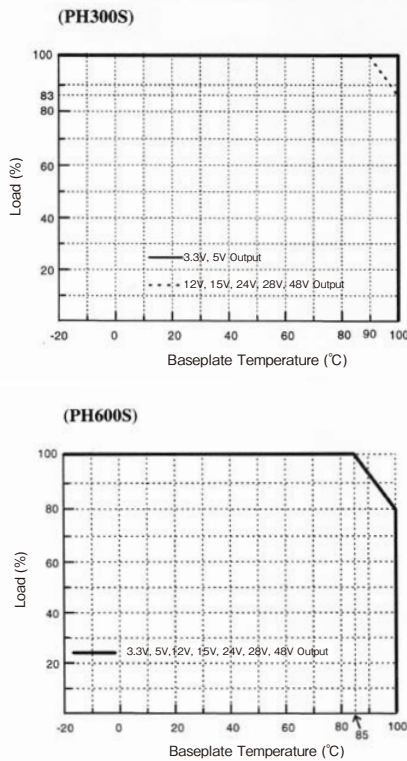 (PH300S)
100
83
80
60
40
20
Load (%)
3.3V, 5V Output
12V, 15V, 24V, 28V, 48V Output
-20 0 20 40 60 80 90 100
Baseplate Temperature (℃)
(PH600S)
100
80
60
40
20
Load (%)
3.3V, 5V,12V, 15V, 24V, 28V, 48V Output
-20 0 20 40 60 80 100
85
Baseplate Temperature (℃)